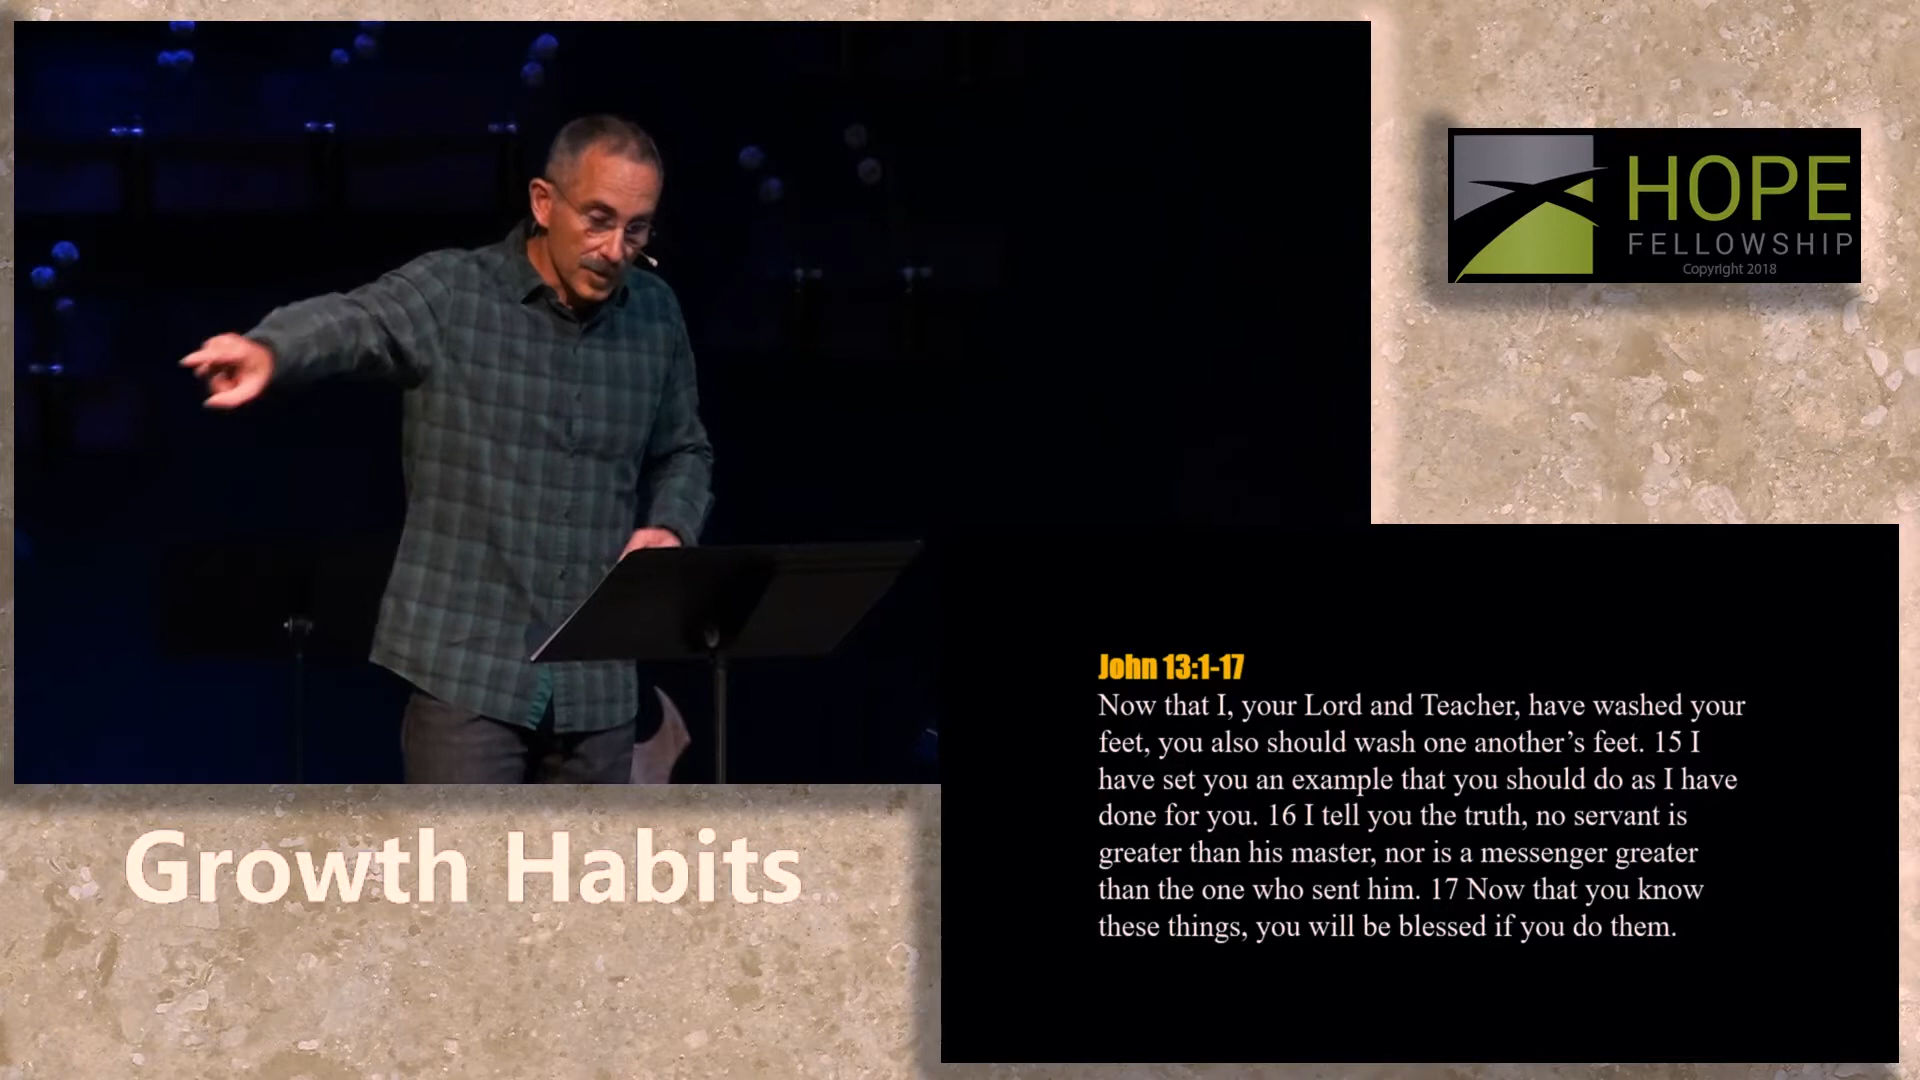 HOPE
FELLOWSHIP
Copyright 2018
John 13:1-17
Now that I, your Lord and Teacher, have washed your
feet, you also should wash one another’s feet. 15 I
have set you an example that you should do as I have
done for you. 16 I tell you the truth, no servant is
greater than his master, nor is a messenger greater
than the one who sent him. 17 Now that you know
these things, you will be blessed if you do them.
Growth Habits